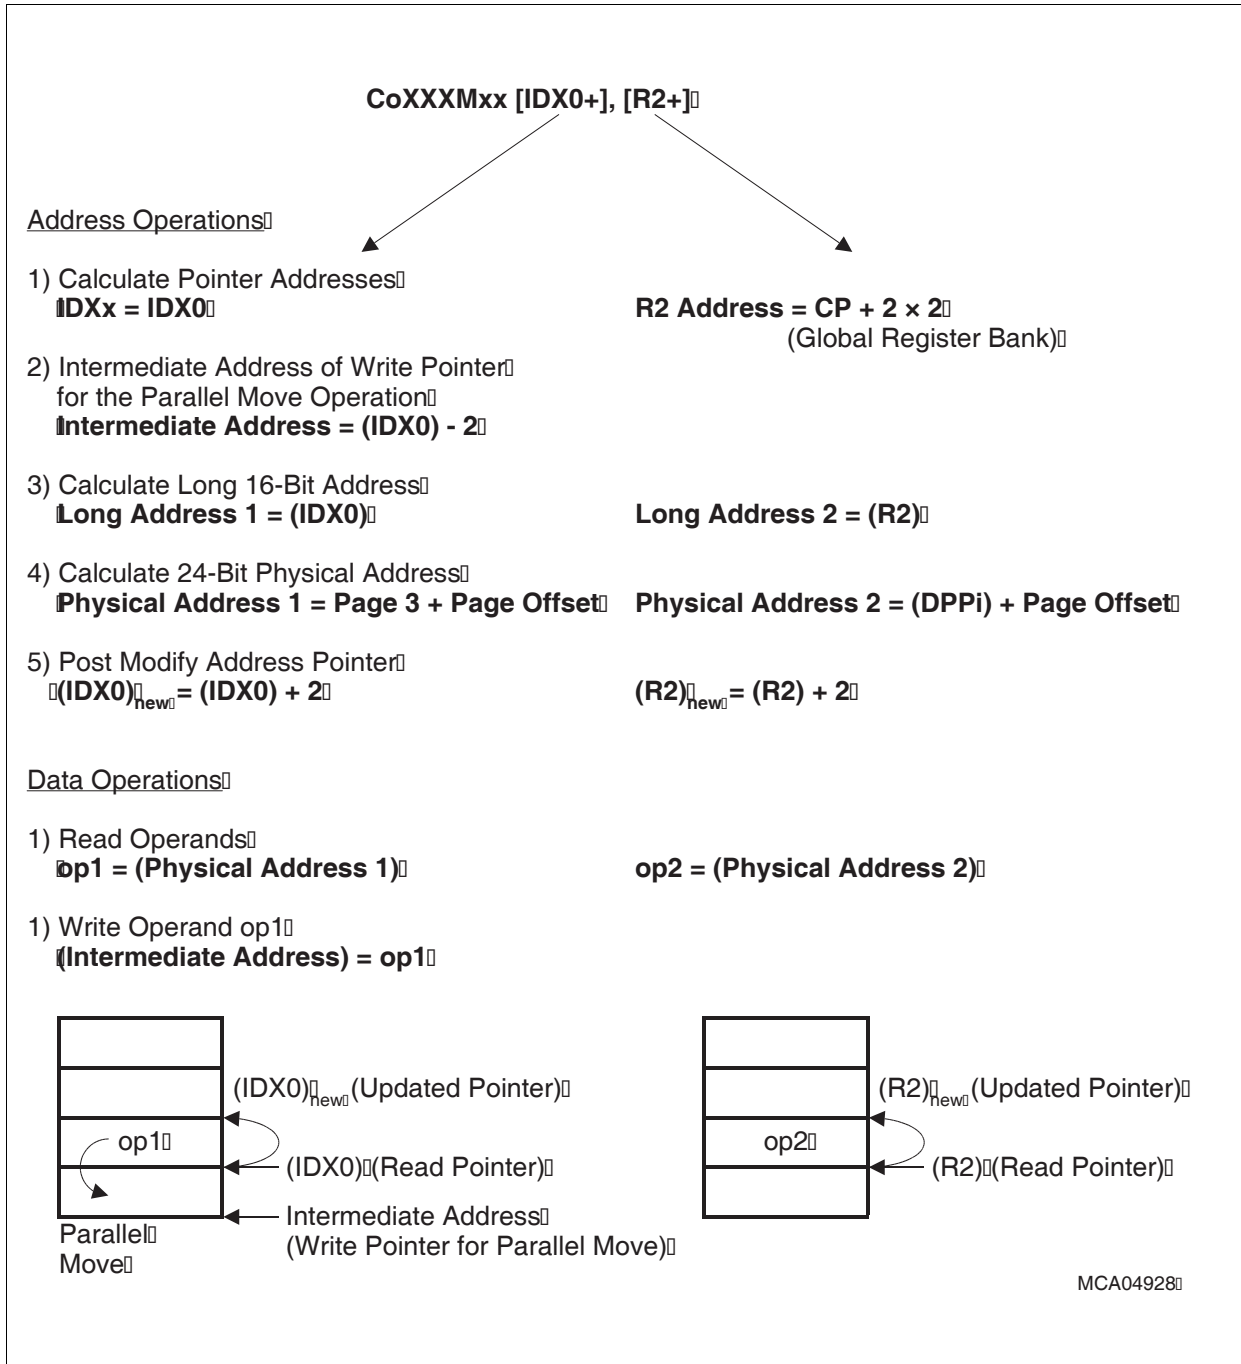 CoXXXMxx [IDX0+], [R2+]
Address Operations
1) Calculate Pointer Addresses
IDXx = IDX0
R2 Address = CP + 2 × 2
(Global Register Bank)
2) Intermediate Address of Write Pointer
for the Parallel Move Operation
Intermediate Address = (IDX0) - 2
3) Calculate Long 16-Bit Address
Long Address 1 = (IDX0)
Long Address 2 = (R2)
4) Calculate 24-Bit Physical Address
Physical Address 1 = Page 3 + Page Offset
Physical Address 2 = (DPPi) + Page Offset
5) Post Modify Address Pointer
(IDX0)new = (IDX0) + 2
(R2)new = (R2) + 2
Data Operations
1) Read Operands
op1 = (Physical Address 1)
op2 = (Physical Address 2)
1) Write Operand op1
(Intermediate Address) = op1
(IDX0)new (Updated Pointer)
op1
(IDX0) (Read Pointer)
Intermediate Address
(Write Pointer for Parallel Move)
Parallel
Move
(R2)new (Updated Pointer)
op2
(R2) (Read Pointer)
MCA04928